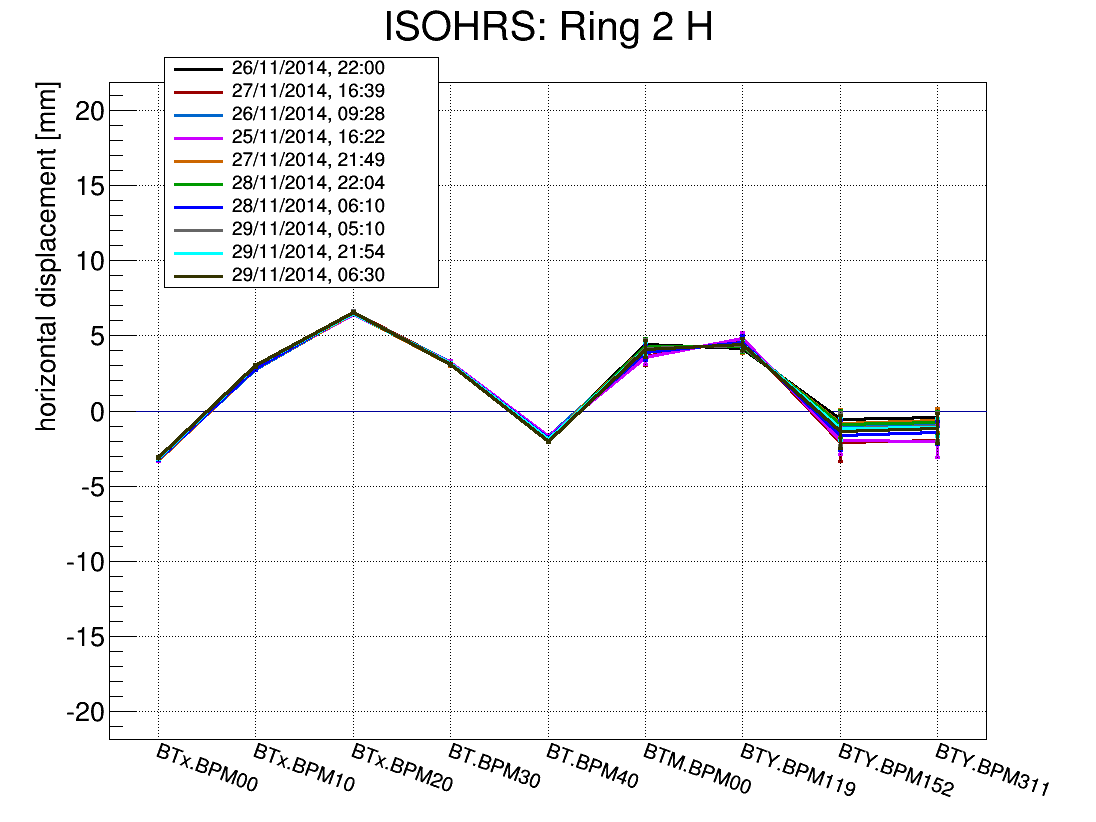 ISOHRS: Ring 2 H
horizontal displacement [mm]
26/11/2014, 22:00
27/11/2014, 16:39
26/11/2014, 09:28
25/11/2014, 16:22
27/11/2014, 21:49
28/11/2014, 22:04
28/11/2014, 06:10
29/11/2014, 05:10
29/11/2014, 21:54
29/11/2014, 06:30
20
15
10
5
0
-5
-10
-15
-20
BTx.BPM00
BTx.BPM10
BTx.BPM20
BT.BPM30
BT.BPM40
BTM.BPM00
BTY.BPM119
BTY.BPM152
BTY.BPM311